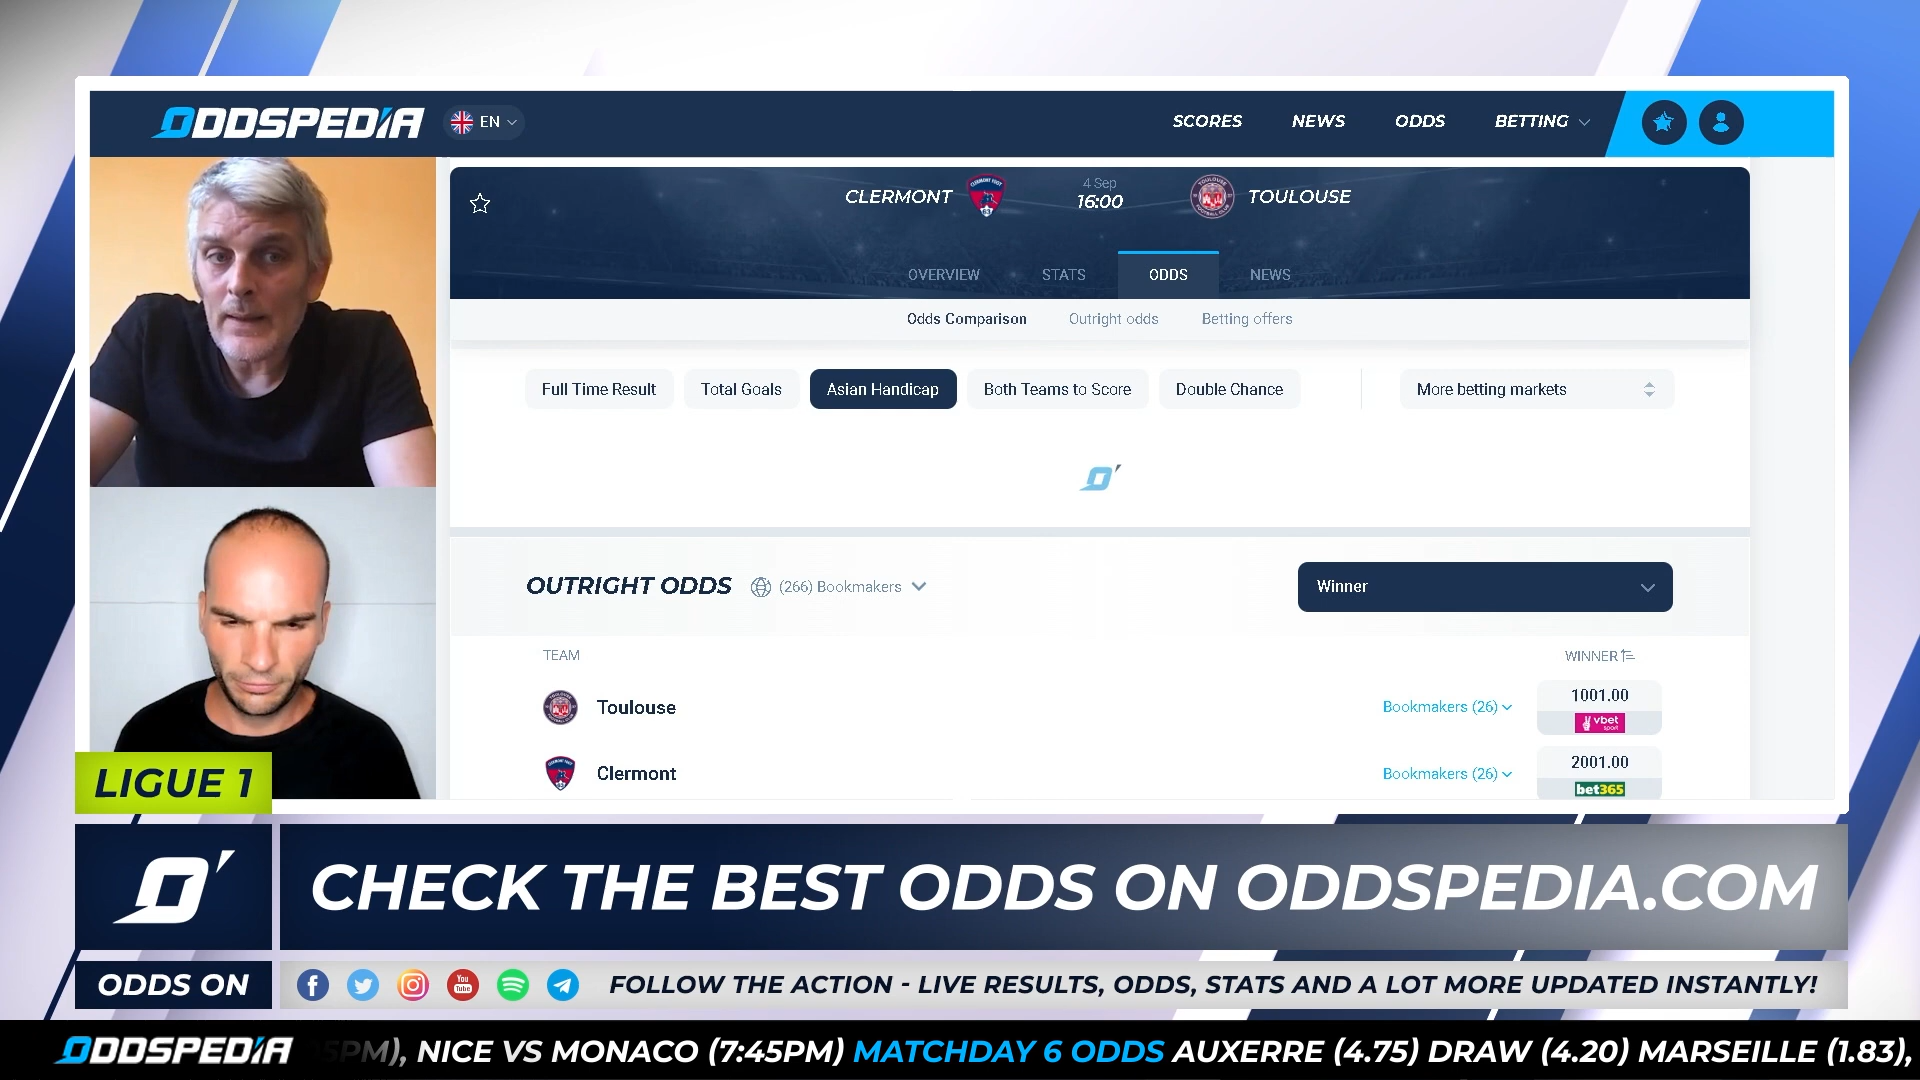 ODDSPEDIA
EN
SCORES
NEWS
ODDS
BETTING
CLERMONT
4 Sep
16:00
TOULOUSE
OVERVIEW
STATS
ODDS
NEWS
Odds Comparison
Outright odds
Betting offers
Full Time Result
Total Goals
Asian Handicap
Both Teams to Score
Double Chance
More betting markets
OUTRIGHT ODDS
(266) Bookmakers
Winner
TEAM
WINNER
Toulouse
Bookmakers (26)
1001.00
vbet
sport
Clermont
Bookmakers (26)
2001.00
bet365
LIGUE 1
CHECK THE BEST ODDS ON ODDSPEDIA.COM
ODDS ON
You
Tube
FOLLOW THE ACTION - LIVE RESULTS, ODDS, STATS AND A LOT MORE UPDATED INSTANTLY!
ODDSPEDIA
5PM), NICE VS MONACO (7:45PM) MATCHDAY 6 ODDS AUXERRE (4.75) DRAW (4.20) MARSEILLE (1.83),